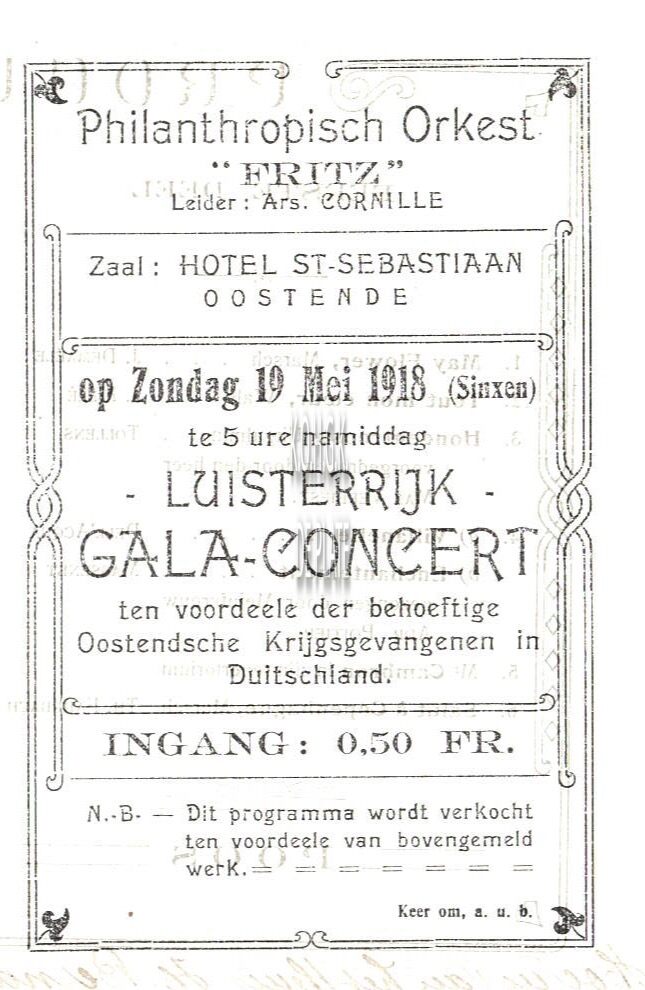 Philanthropisch Orkest
“FRITZ”
Leider : Ars. CORNILLE
Zaal : HOTEL ST-SEBASTIAAN
OOSTENDE
op Zondag 19 Mei 1918 (Sinxen)
te 5 ure namiddag
- LUISTERRIJK -
GALA-CONCERT
ten voordeele der behoeftige
Oostendsche Krijgsgevangenen in
Duitschland.
INGANG : 0,50 FR.
N.-B- — Dit programma wordt verkocht
ten voordeele van bovengemeld
werk. = = = = = = =
Keer om, a. u. b.